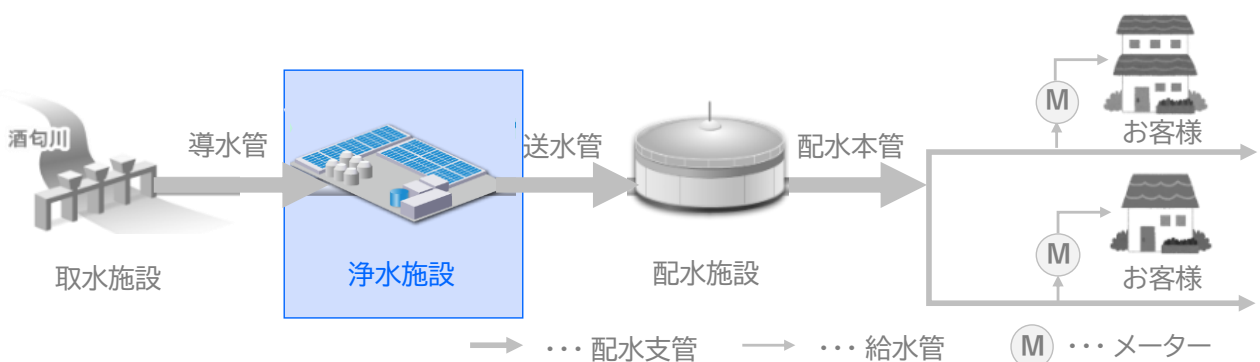 酒匂川
導水管
送水管
配水本管
M
お客様
M
お客様
取水施設
浄水施設
配水施設
･･･ 配水支管
･･･ 給水管
M ･･･ メーター